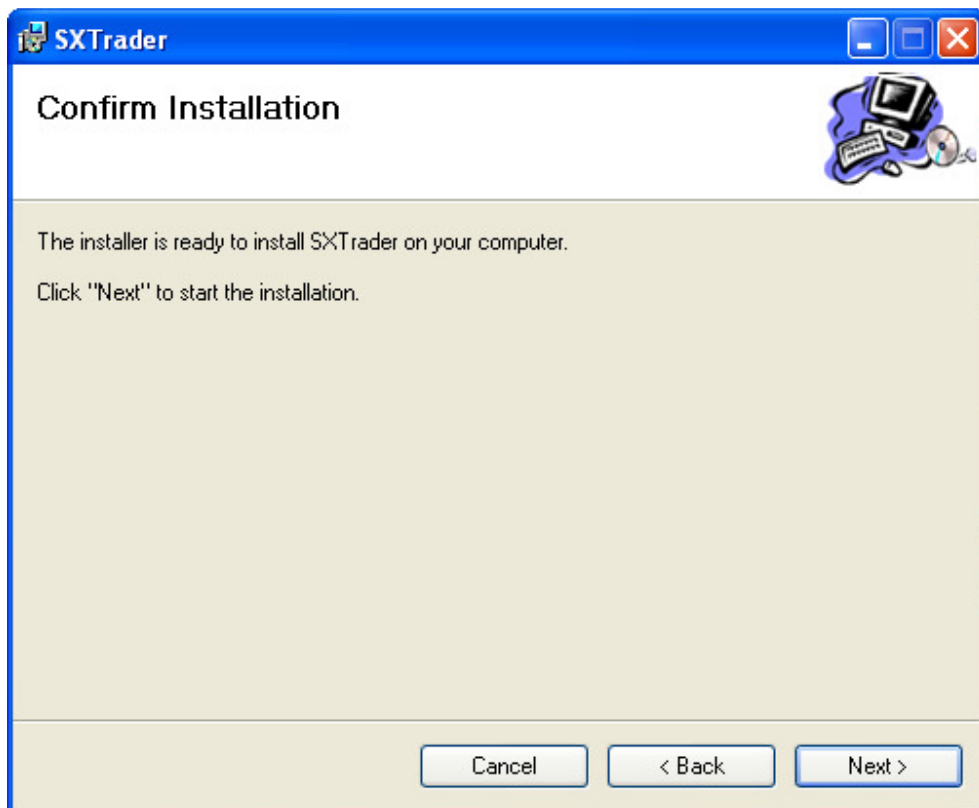 SXTrader
Confirm Installation
The installer is ready to install SXTrader on your computer.
Click "Next" to start the installation.
Cancel
< Back
Next >